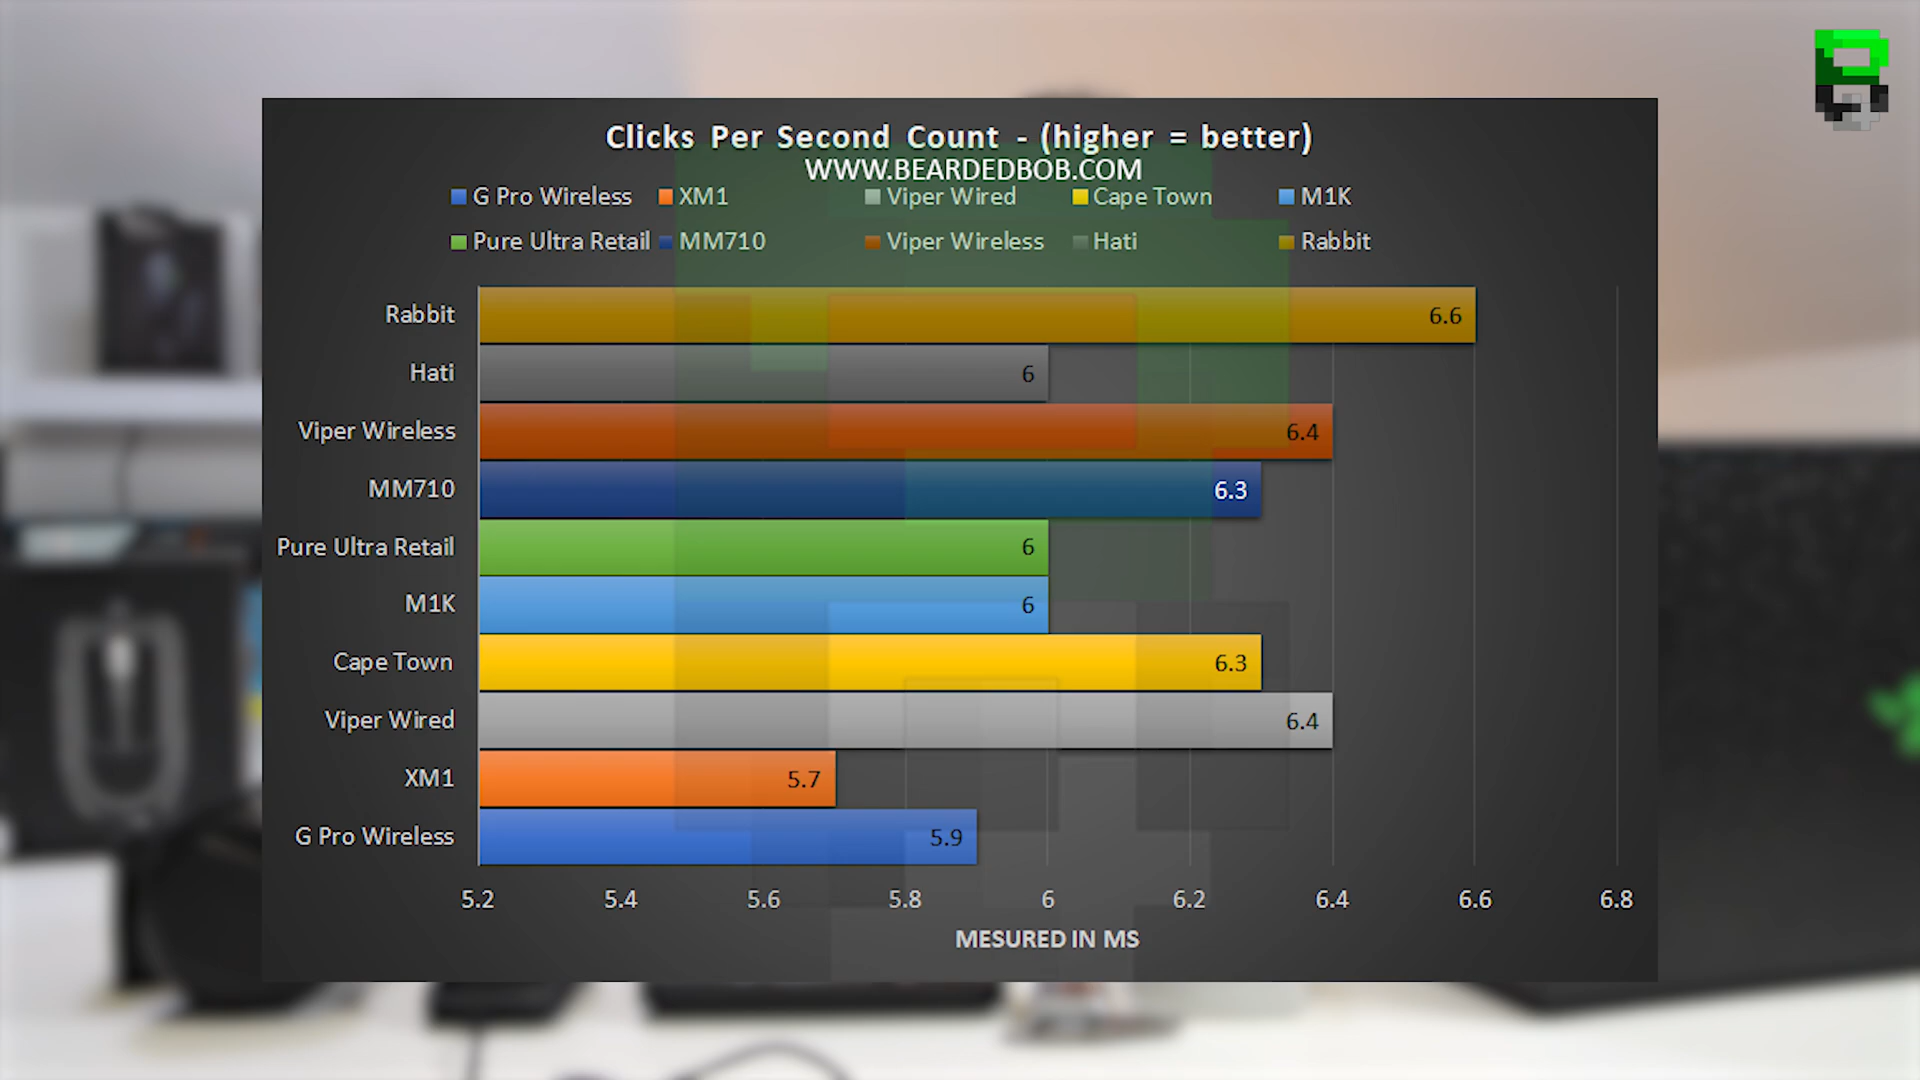 Clicks Per Second Count - (higher = better)
WWW.BEARDEDBOB.COM
G Pro Wireless XM1 Viper Wired Cape Town M1K
Pure Ultra Retail MM710 Viper Wireless Hati Rabbit
Rabbit 6.6
Hati 6
Viper Wireless 6.4
MM710 6.3
Pure Ultra Retail 6
M1K 6
Cape Town 6.3
Viper Wired 6.4
XM1 5.7
G Pro Wireless 5.9
5.2 5.4 5.6 5.8 6 6.2 6.4 6.6 6.8
MESURED IN MS